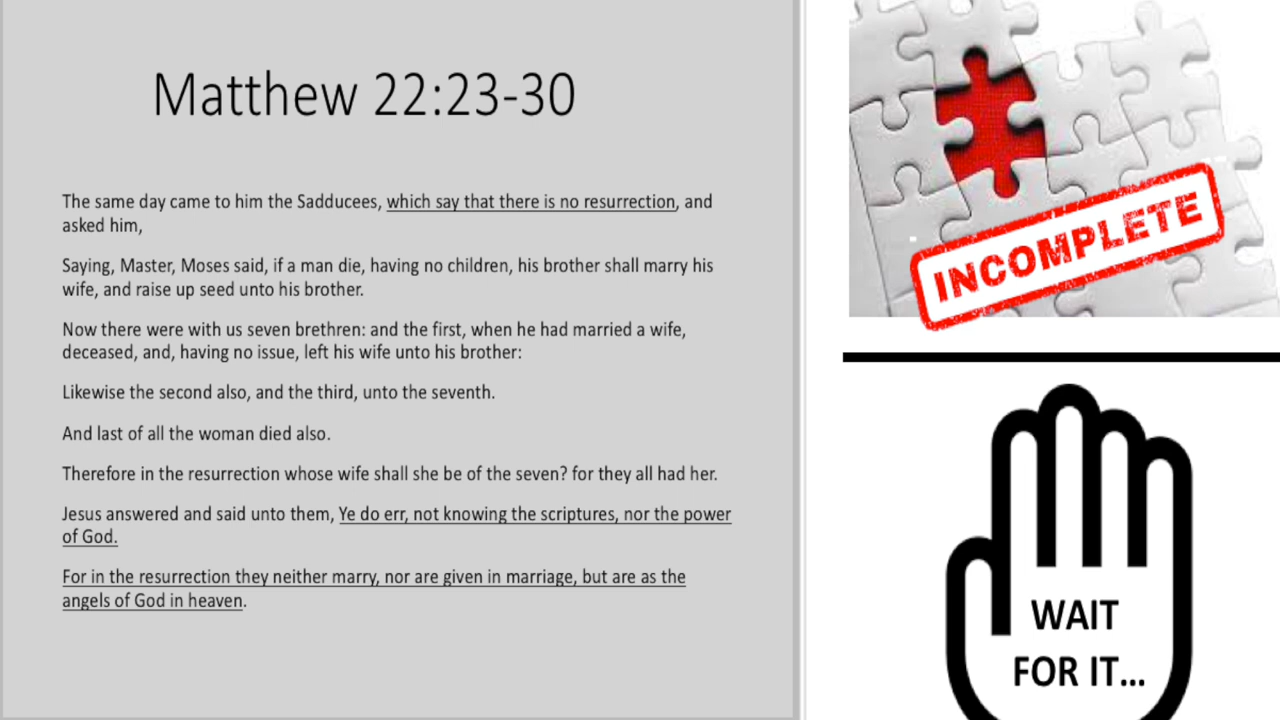 Matthew 22:23-30
The same day came to him the Sadducees, which say that there is no resurrection, and
asked him,
Saying, Master, Moses said, if a man die, having no children, his brother shall marry his
wife, and raise up seed unto his brother.
Now there were with us seven brethren: and the first, when he had married a wife,
deceased, and, having no issue, left his wife unto his brother:
Likewise the second also, and the third, unto the seventh.
And last of all the woman died also.
Therefore in the resurrection whose wife shall she be of the seven? for they all had her.
Jesus answered and said unto them, Ye do err, not knowing the scriptures, nor the power
of God.
For in the resurrection they neither marry, nor are given in marriage, but are as the
angels of God in heaven.
INCOMPLETE
WAIT
FOR IT...